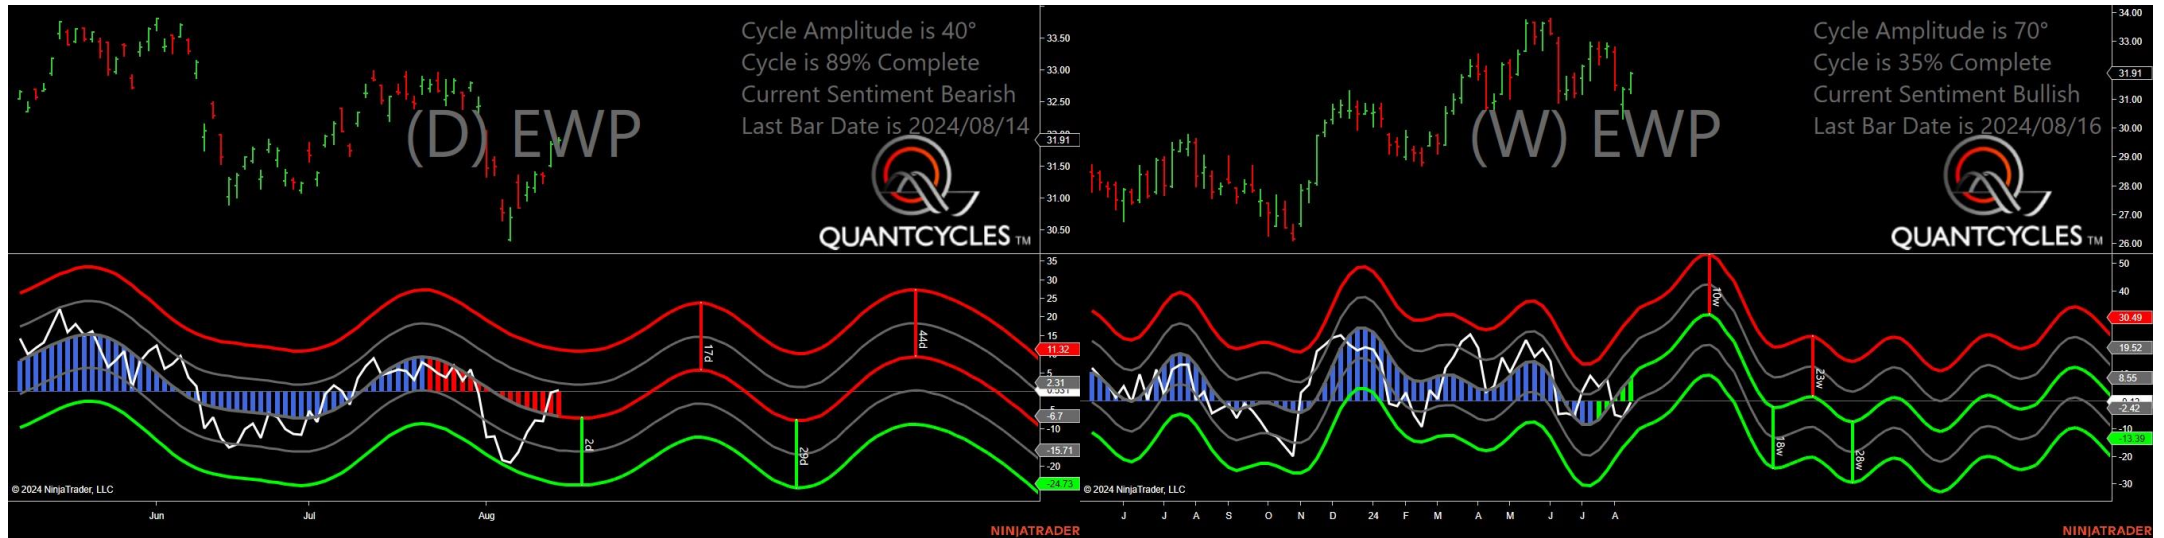 Cycle Amplitude is 40°
Cycle is 89% Complete
Current Sentiment Bearish
Last Bar Date is 2024/08/14
(D) EWP
QUANTCYCLES TM
33.50
33.00
32.50
31.91
31.50
31.00
30.50
35
30
25
20
15
11.32
5
2.31
-6.7
-10
-15.71
-20
-24.73
2d
17d
29d
44d
© 2024 NinjaTrader, LLC
Jun
Jul
Aug
NINJATRADER
Cycle Amplitude is 70°
Cycle is 35% Complete
Current Sentiment Bullish
Last Bar Date is 2024/08/16
(W) EWP
QUANTCYCLES TM
34.00
33.00
31.91
31.00
30.00
29.00
28.00
27.00
26.00
50
40
30.49
19.52
8.55
-2.42
-10
-13.39
-20
-30
10w
18w
23w
28w
© 2024 NinjaTrader, LLC
J J A S O N D 24 F M A M J J A
NINJATRADER